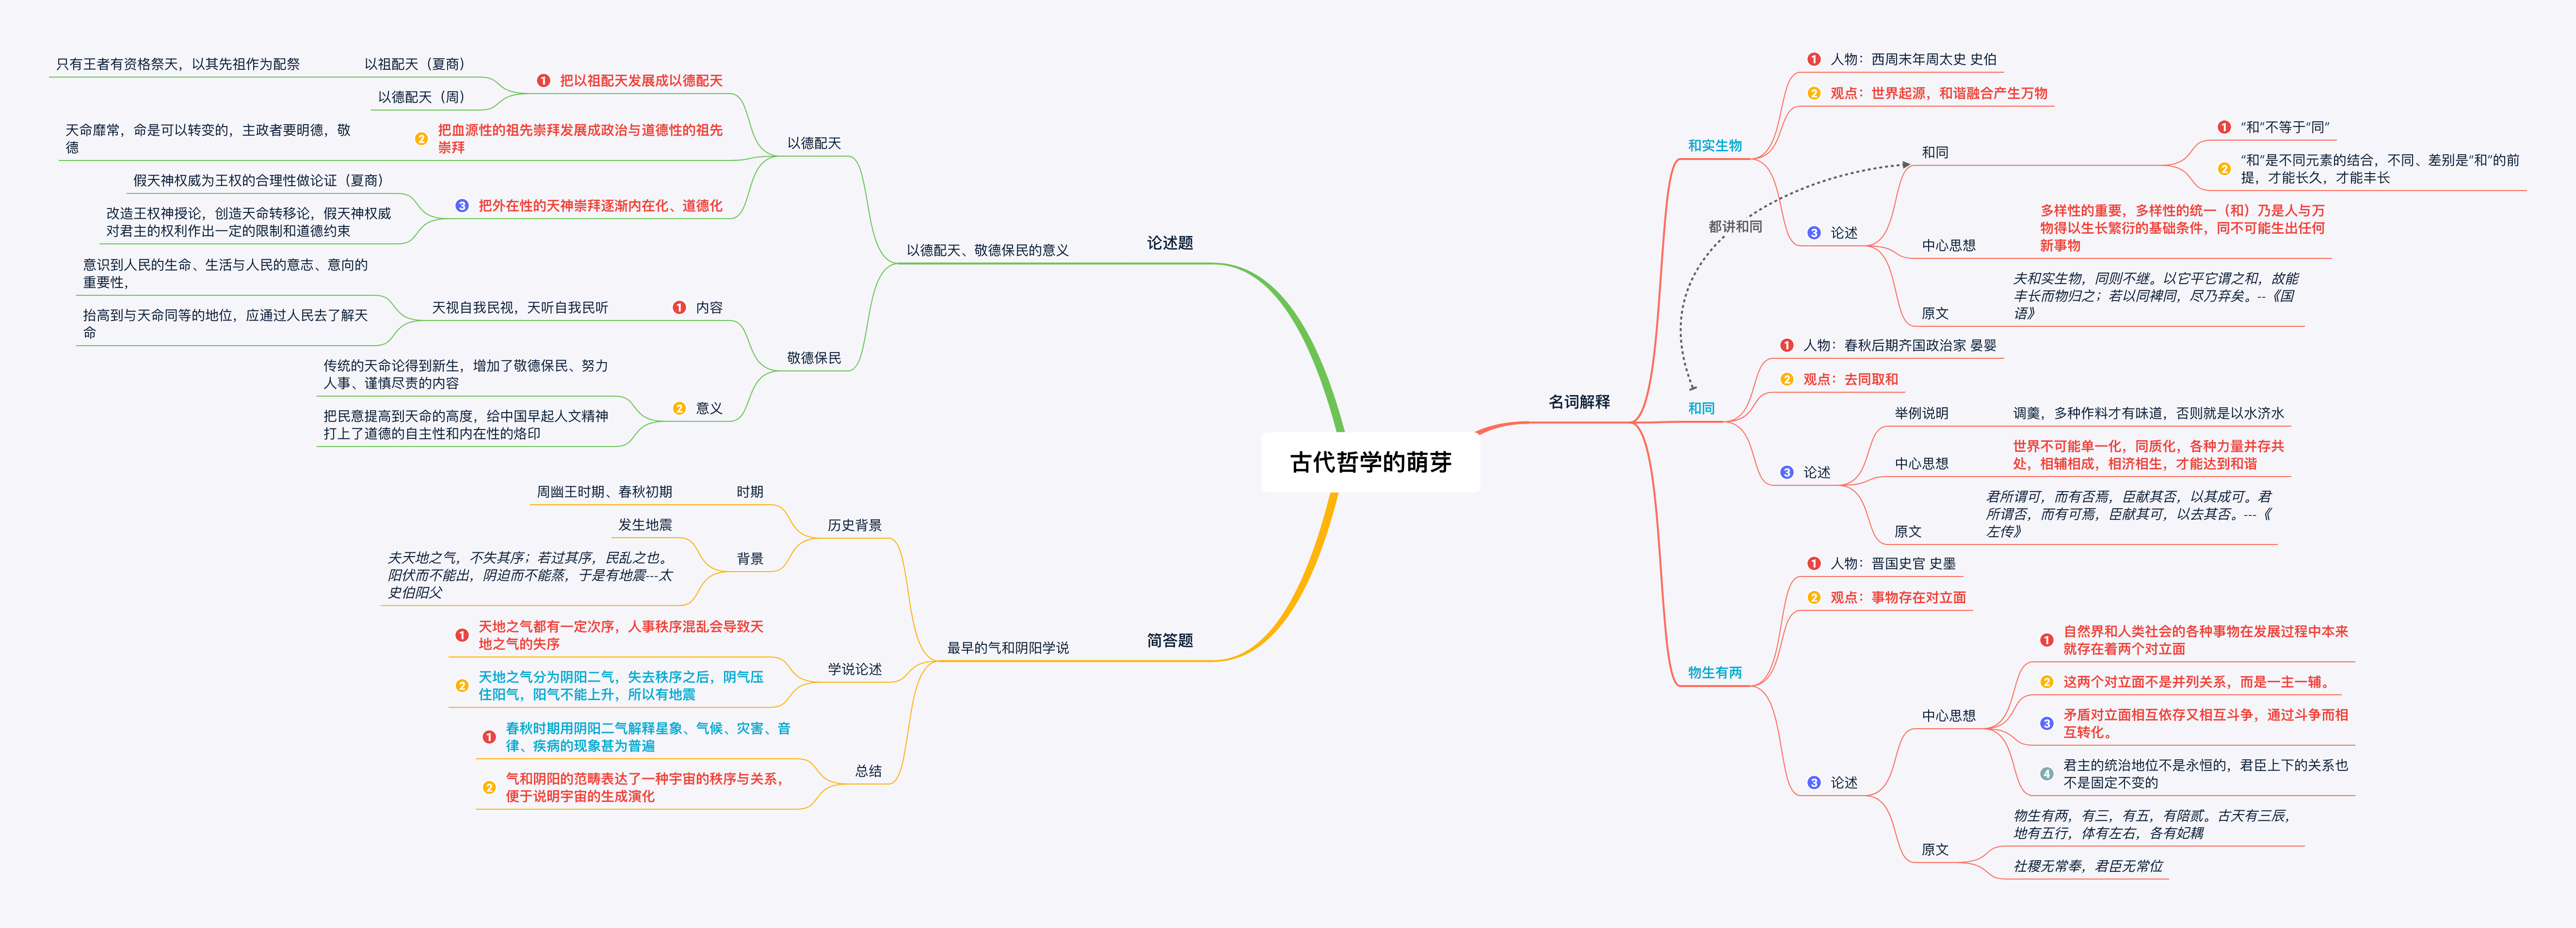 古代哲学的萌芽
名词解释
和实生物
人物：西周末年周太史 史伯
观点：世界起源，和谐融合产生万物
论述
和同
“和”不等于“同”
“和”是不同元素的结合，不同、差别是“和”的前
提，才能长久，才能丰长
中心思想
多样性的重要，多样性的统一（和）乃是人与万
物得以生长繁衍的基础条件，同不可能生出任何
新事物
原文
夫和实生物，同则不继。以它平它谓之和，故能
丰长而物归之；若以同裨同，尽乃弃矣。--《国
语》
都讲和同
和同
人物：春秋后期齐国政治家 晏婴
观点：去同取和
论述
举例说明
调羹，多种作料才有味道，否则就是以水济水
中心思想
世界不可能单一化，同质化，各种力量并存共
处，相辅相成，相济相生，才能达到和谐
原文
君所谓可，而有否焉，臣献其否，以其成可。君
所谓否，而有可焉，臣献其可，以去其否。---《
左传》
物生有两
人物：晋国史官 史墨
观点：事物存在对立面
论述
中心思想
自然界和人类社会的各种事物在发展过程中本来
就存在着两个对立面
这两个对立面不是并列关系，而是一主一辅。
矛盾对立面相互依存又相互斗争，通过斗争而相
互转化。
君主的统治地位不是永恒的，君臣上下的关系也
不是固定不变的
原文
物生有两，有三，有五，有陪贰。古天有三辰，
地有五行，体有左右，各有妃耦
社稷无常奉，君臣无常位
论述题
以德配天、敬德保民的意义
以德配天
把以祖配天发展成以德配天
以祖配天（夏商）
只有王者有资格祭天，以其先祖作为配祭
以德配天（周）
把血源性的祖先崇拜发展成政治与道德性的祖先
崇拜
天命靡常，命是可以转变的，主政者要明德，敬
德
把外在性的天神崇拜逐渐内在化、道德化
假天神权威为王权的合理性做论证（夏商）
改造王权神授论，创造天命转移论，假天神权威
对君主的权利作出一定的限制和道德约束
敬德保民
内容
天视自我民视，天听自我民听
意识到人民的生命、生活与人民的意志、意向的
重要性，
抬高到与天命同等的地位，应通过人民去了解天
命
意义
传统的天命论得到新生，增加了敬德保民、努力
人事、谨慎尽责的内容
把民意提高到天命的高度，给中国早起人文精神
打上了道德的自主性和内在性的烙印
简答题
最早的气和阴阳学说
历史背景
时期
周幽王时期、春秋初期
背景
发生地震
夫天地之气，不失其序；若过其序，民乱之也。
阳伏而不能出，阴迫而不能蒸，于是有地震---太
史伯阳父
学说论述
天地之气都有一定次序，人事秩序混乱会导致天
地之气的失序
天地之气分为阴阳二气，失去秩序之后，阴气压
住阳气，阳气不能上升，所以有地震
总结
春秋时期用阴阳二气解释星象、气候、灾害、音
律、疾病的现象甚为普遍
气和阴阳的范畴表达了一种宇宙的秩序与关系，
便于说明宇宙的生成演化